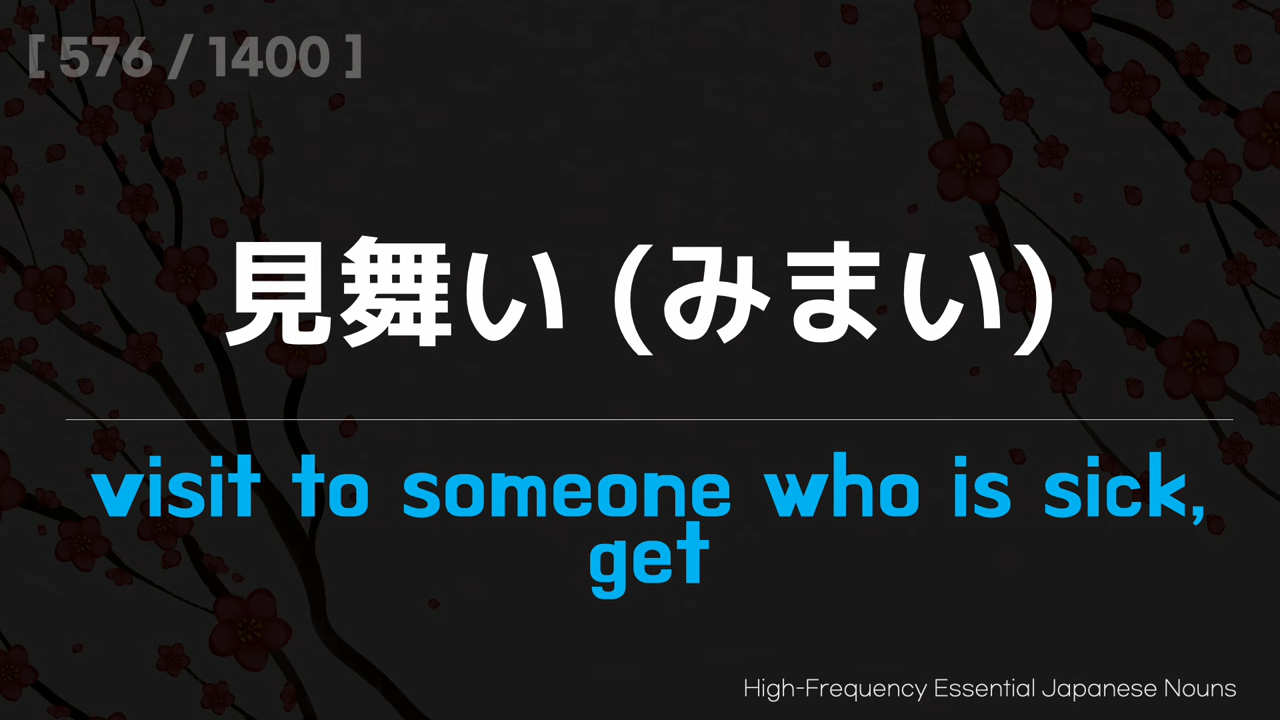 [ 576 / 1400 ]
見舞い (みまい)
visit to someone who is sick,
get
High-Frequency Essential Japanese Nouns